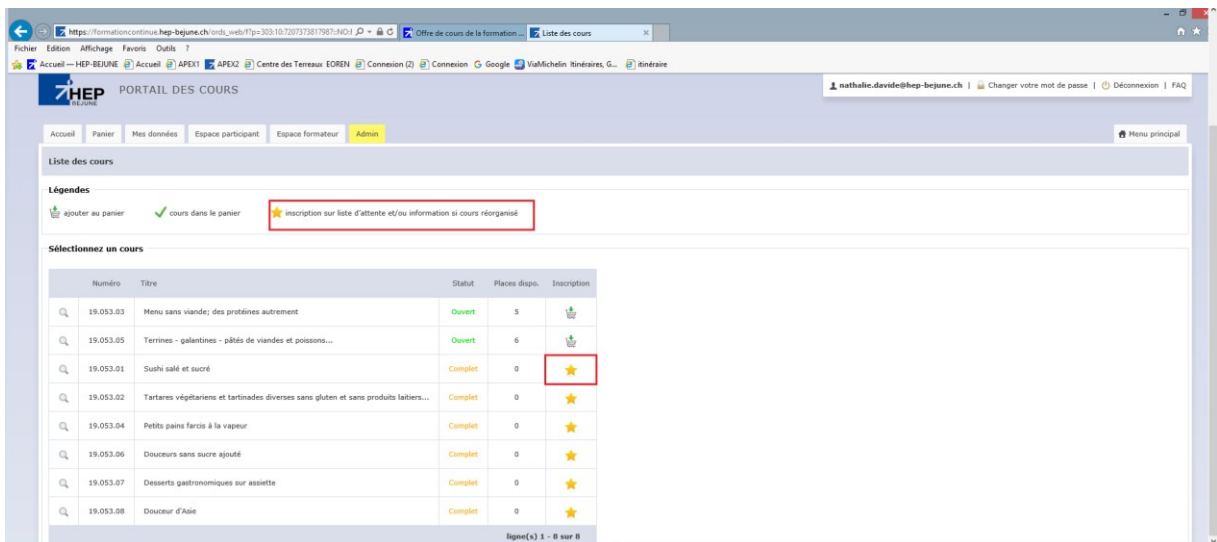 https://formationcontinue.hep-bejune.ch/ords_web/f?p=303:10:7207373817987::NO:
Offre de cours de la formation ...
Liste des cours
Fichier Edition Affichage Favoris Outils ?
Accueil — HEP-BEJUNE Accueil APEX1 APEX2 Centre des Terreaux EOREN Connexion (2) Connexion Google ViaMichelin Itinéraires, G... itinéraire
HEP BEJUNE
PORTAIL DES COURS
nathalie.davide@hep-bejune.ch | Changer votre mot de passe | Déconnexion | FAQ
Accueil Panier Mes données Espace participant Espace formateur Admin Menu principal
Liste des cours
Légendes
ajouter au panier cours dans le panier inscription sur liste d'attente et/ou information si cours réorganisé
Sélectionnez un cours
Numéro Titre Statut Places dispo. Inscription
19.053.03 Menu sans viande; des protéines autrement Ouvert 5
19.053.05 Terrines - galantines - pâtés de viandes et poissons... Ouvert 6
19.053.01 Sushi salé et sucré Complet 0
19.053.02 Tartares végétariens et tartinades diverses sans gluten et sans produits laitiers... Complet 0
19.053.04 Petits pains farcis à la vapeur Complet 0
19.053.06 Douceurs sans sucre ajouté Complet 0
19.053.07 Desserts gastronomiques sur assiette Complet 0
19.053.08 Douceur d'Asie Complet 0
ligne(s) 1 - 8 sur 8